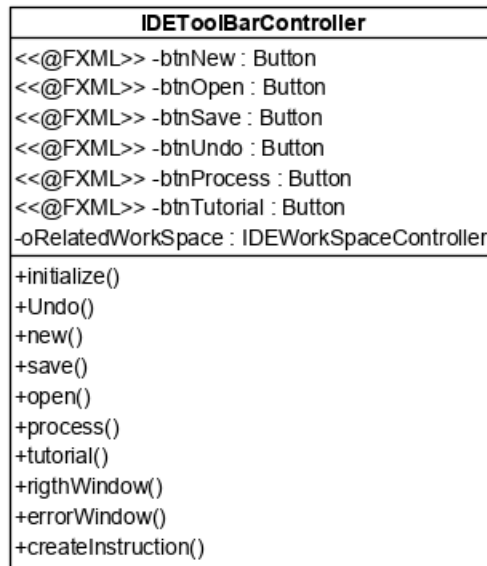 IDEToolBarController
<<@FXML>> -btnNew : Button
<<@FXML>> -btnOpen : Button
<<@FXML>> -btnSave : Button
<<@FXML>> -btnUndo : Button
<<@FXML>> -btnProcess : Button
<<@FXML>> -btnTutorial : Button
-oRelatedWorkSpace : IDEWorkSpaceController
+initialize()
+Undo()
+new()
+save()
+open()
+process()
+tutorial()
+rigthWindow()
+errorWindow()
+createInstruction()